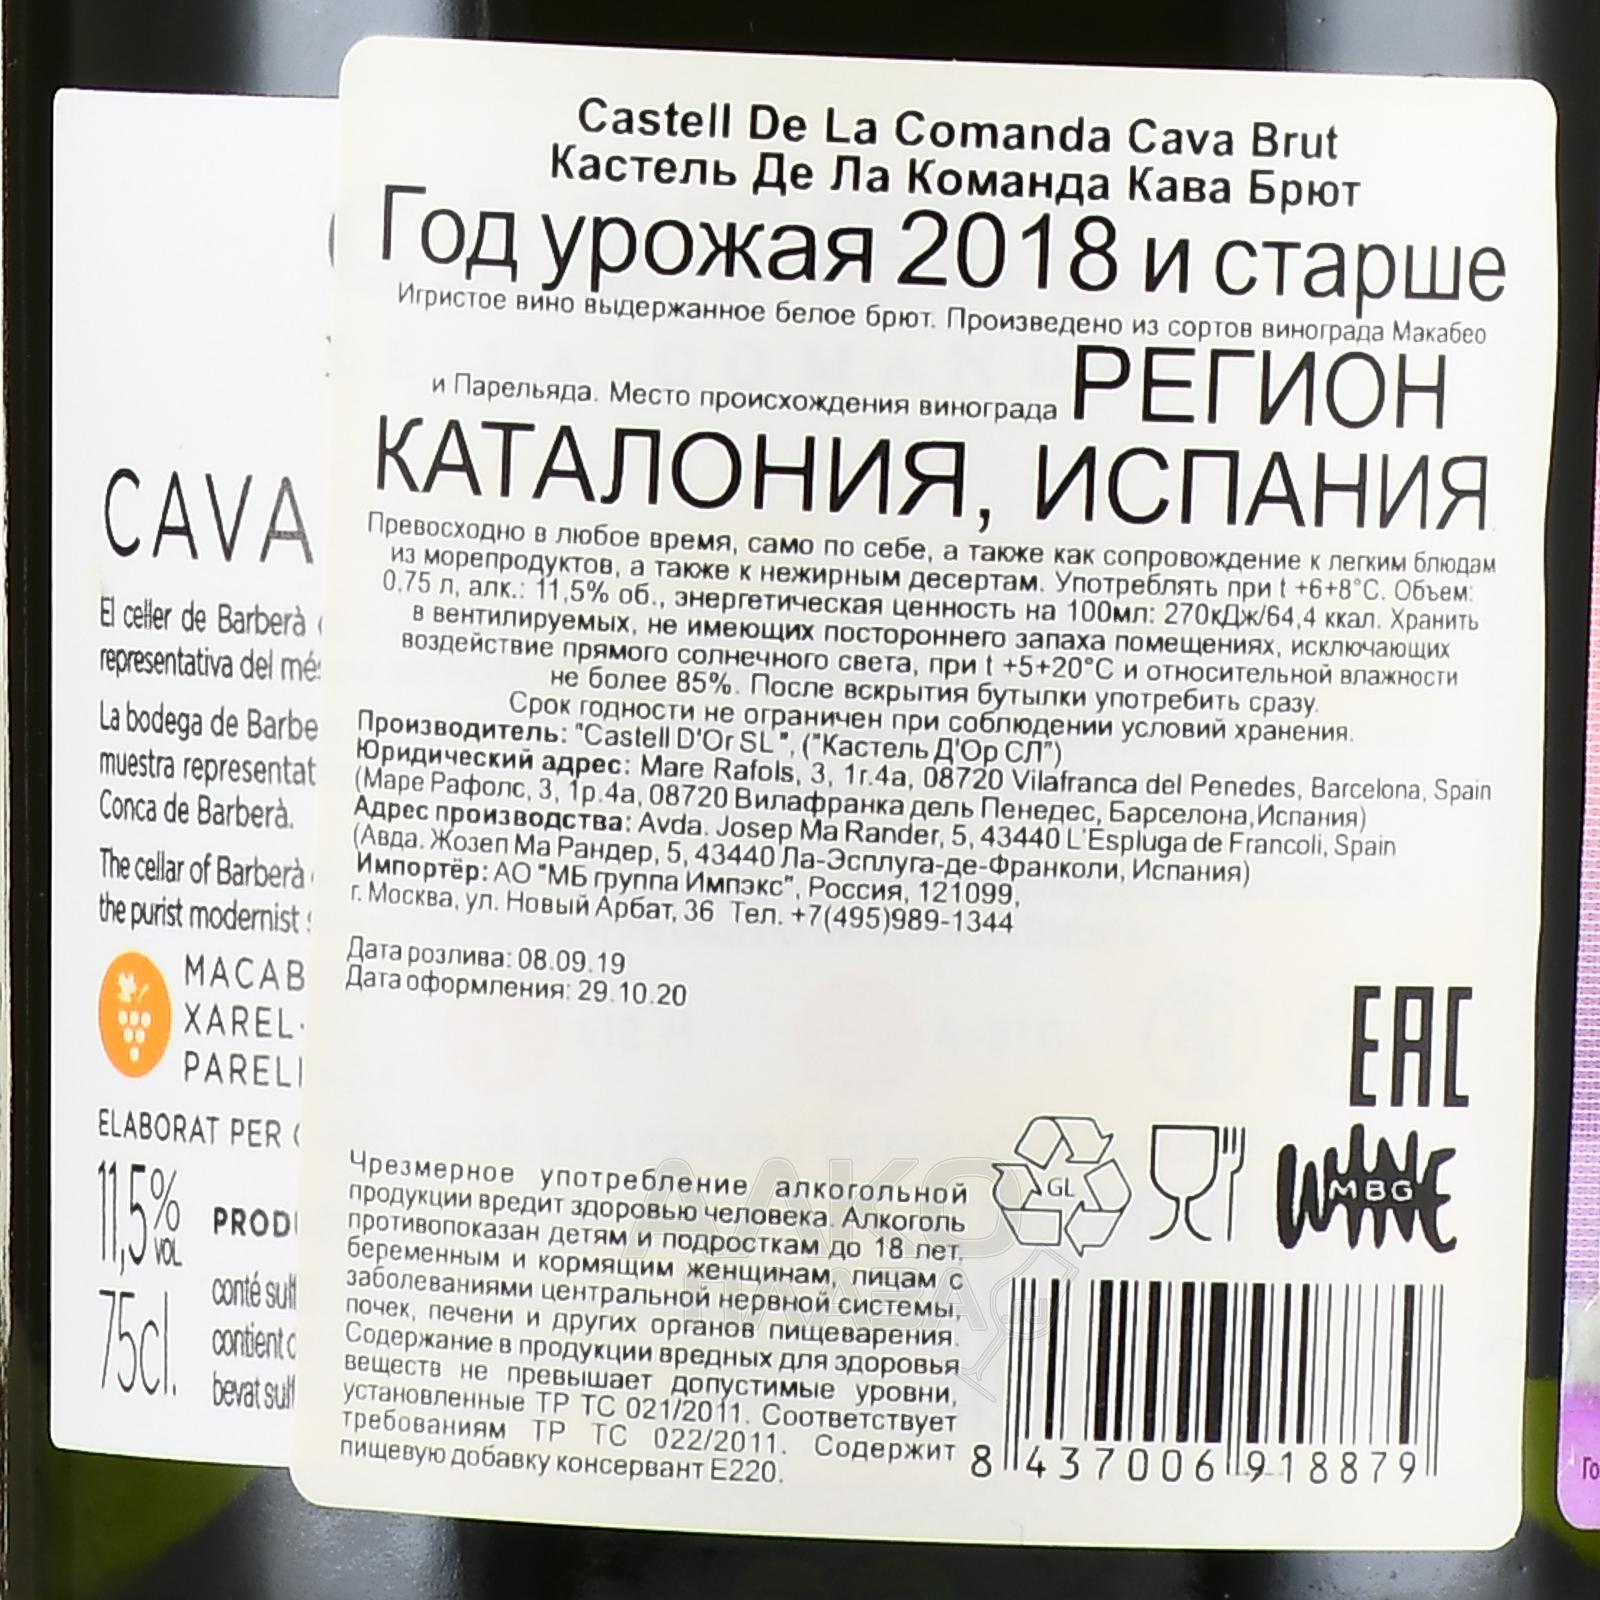 Castell De La Comanda Cava Brut
Кастель Де Ла Команда Кава Брют
Год урожая 2018 и старше
Игристое вино выдержанное белое брют. Произведено из сортов винограда Макабео
и Парельяда. Место происхождения винограда РЕГИОН
КАТАЛОНИЯ, ИСПАНИЯ
Превосходно в любое время, само по себе, а также как сопровождение к легким блюдам
из морепродуктов, а также к нежирным десертам. Употреблять при t +6+8°C. Объем:
0,75 л, алк.: 11,5% об., энергетическая ценность на 100мл: 270кДж/64,4 ккал. Хранить
в вентилируемых, не имеющих постороннего запаха помещениях, исключающих
воздействие прямого солнечного света, при t +5+20°C и относительной влажности
не более 85%. После вскрытия бутылки употребить сразу.
Срок годности не ограничен при соблюдении условий хранения.
Производитель: "Castell D'Or SL", ("Кастель Д'Ор СЛ")
Юридический адрес: Mare Rafols, 3, 1r.4a, 08720 Vilafranca del Penedes, Barcelona, Spain
(Маре Рафолс, 3, 1р.4а, 08720 Вилафранка дель Пенедес, Барселона, Испания)
Адрес производства: Avda. Josep Ma Rander, 5, 43440 L'Espluga de Francoli, Spain
(Авда. Жозеп Ма Рандер, 5, 43440 Ла-Эсплуга-де-Франколи, Испания)
Импортёр: АО "МБ группа Импэкс", Россия, 121099,
г. Москва, ул. Новый Арбат, 36 Тел. +7(495)989-1344
Дата розлива: 08.09.19
Дата оформления: 29.10.20
EAC
GL
WINE
MBG
WINE
Чрезмерное употребление алкогольной
продукции вредит здоровью человека. Алкоголь
противопоказан детям и подросткам до 18 лет,
беременным и кормящим женщинам, лицам с
заболеваниями центральной нервной системы,
почек, печени и других органов пищеварения.
Содержание в продукции вредных для здоровья
веществ не превышает допустимые уровни,
установленные ТР ТС 021/2011. Соответствует
требованиям ТР ТС 022/2011. Содержит
пищевую добавку консервант Е220.
8 437006 918879
CAVA
El celler de Barberà
representativa del
La bodega de
muestra
Conca de Barberà.
The cellar of Barberà
the purist modernist
MACAB
XAREL-
PARELL
ELABORAT PER
11,5%
VOL
75cl.
PROD
conté
bevat